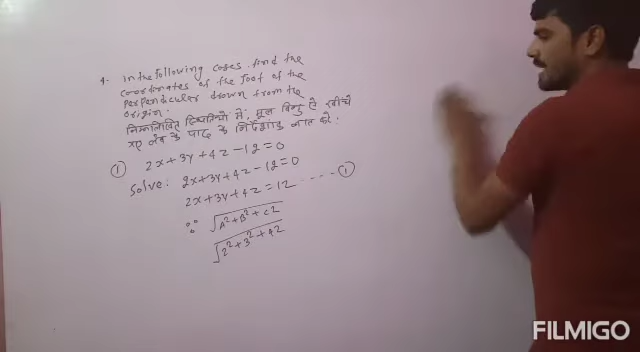 4. In the following cases, find the
coordinates of the foot of the
perpendicular drown from the
origin.
निम्नलिखित स्थितियों में, मूल बिन्दु से खींचे
गए लंब के पाद के निर्देशांक ज्ञात करें:
① 2x+3y+4z-12=0
Solve: 2x+3y+4z-12=0
2x+3y+4z=12 ----- ①
∵ √A²+B²+C2
√2²+3²+42
FILMIGO